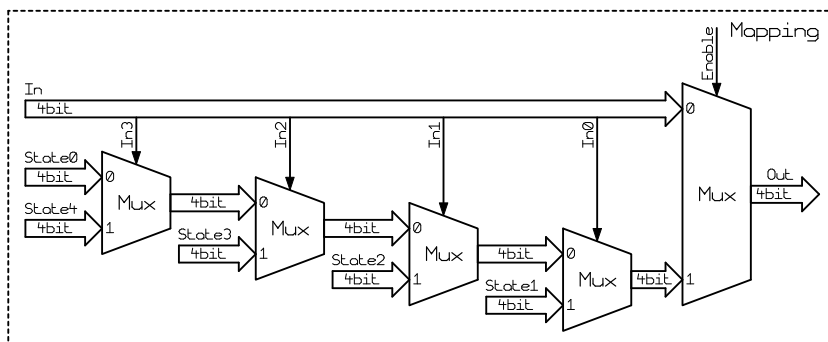 Mapping
Enable
In
4bit
0
In3
In2
In1
In0
State0
4bit
0
Mux
State4
4bit
1
4bit
0
Mux
State3
4bit
1
4bit
0
Mux
State2
4bit
1
4bit
0
Mux
State1
4bit
1
4bit
1
Mux
Out
4bit